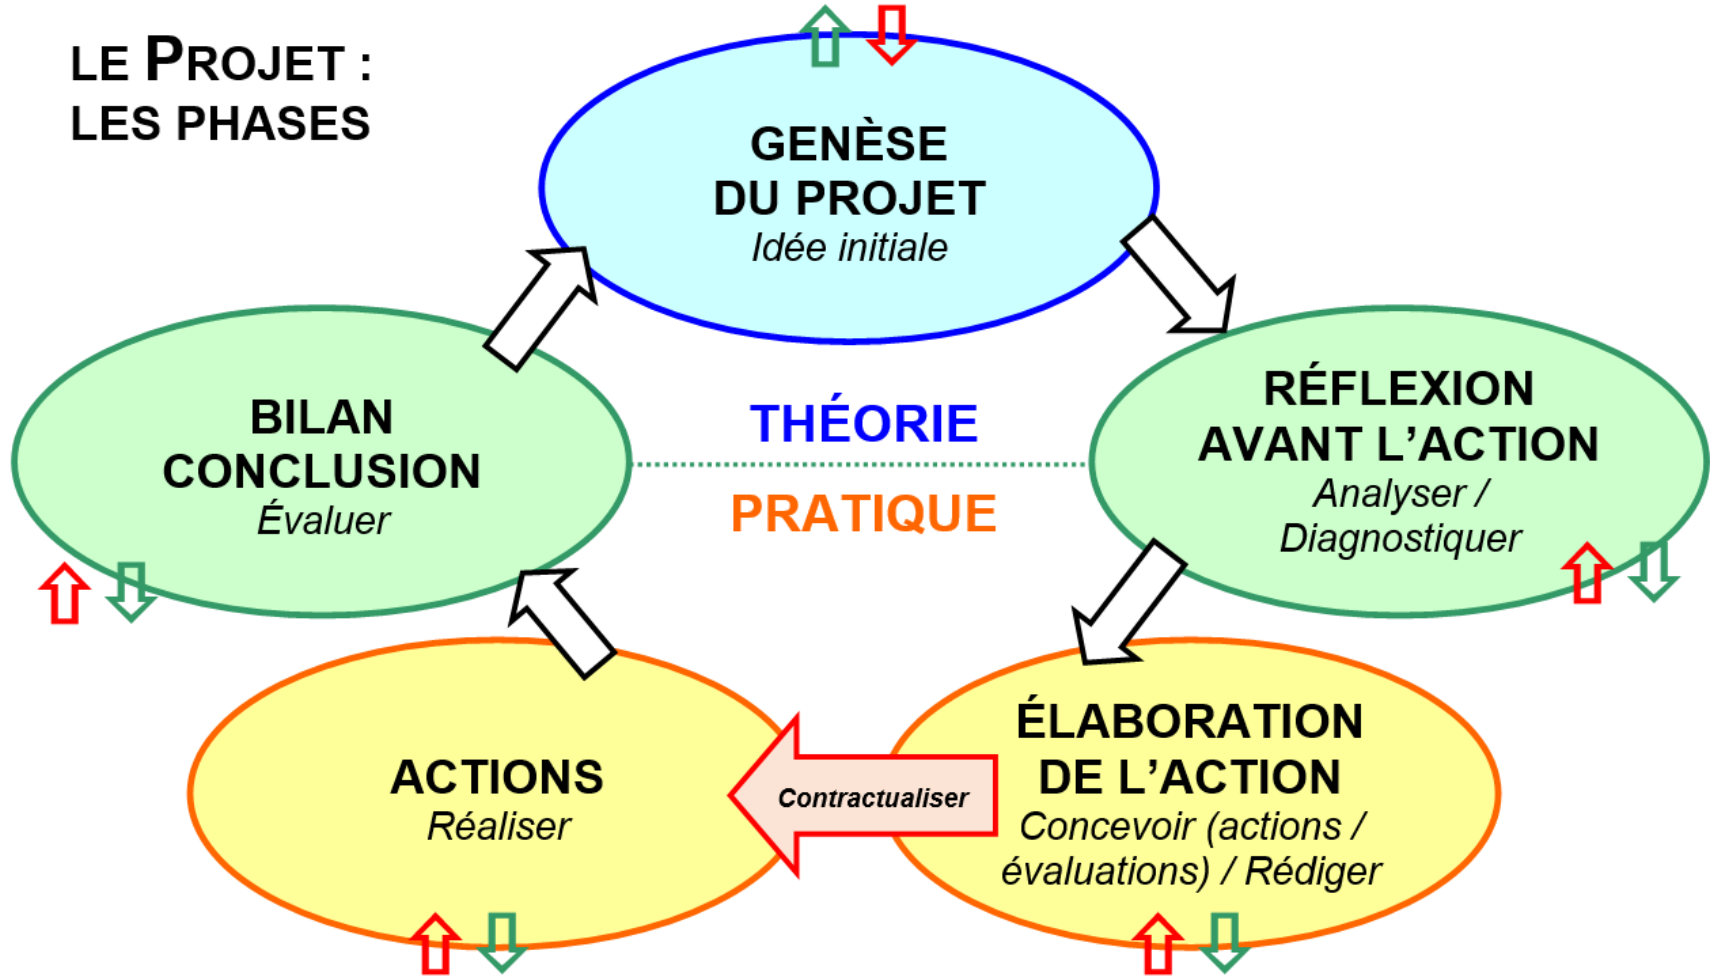 LE PROJET :
LES PHASES
GENÈSE
DU PROJET
Idée initiale
RÉFLEXION
AVANT L’ACTION
Analyser /
Diagnostiquer
BILAN
CONCLUSION
Évaluer
THÉORIE
PRATIQUE
ÉLABORATION
DE L’ACTION
Concevoir (actions /
évaluations) / Rédiger
Contractualiser
ACTIONS
Réaliser